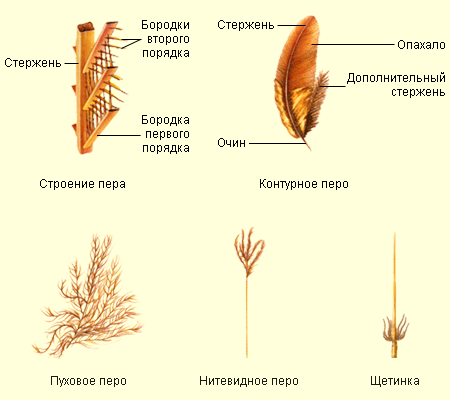 Бородки
второго
порядка
Стержень
Бородка
первого
порядка
Строение пера
Стержень
Опахало
Дополнительный
стержень
Очин
Контурное перо
Пуховое перо
Нитевидное перо
Щетинка